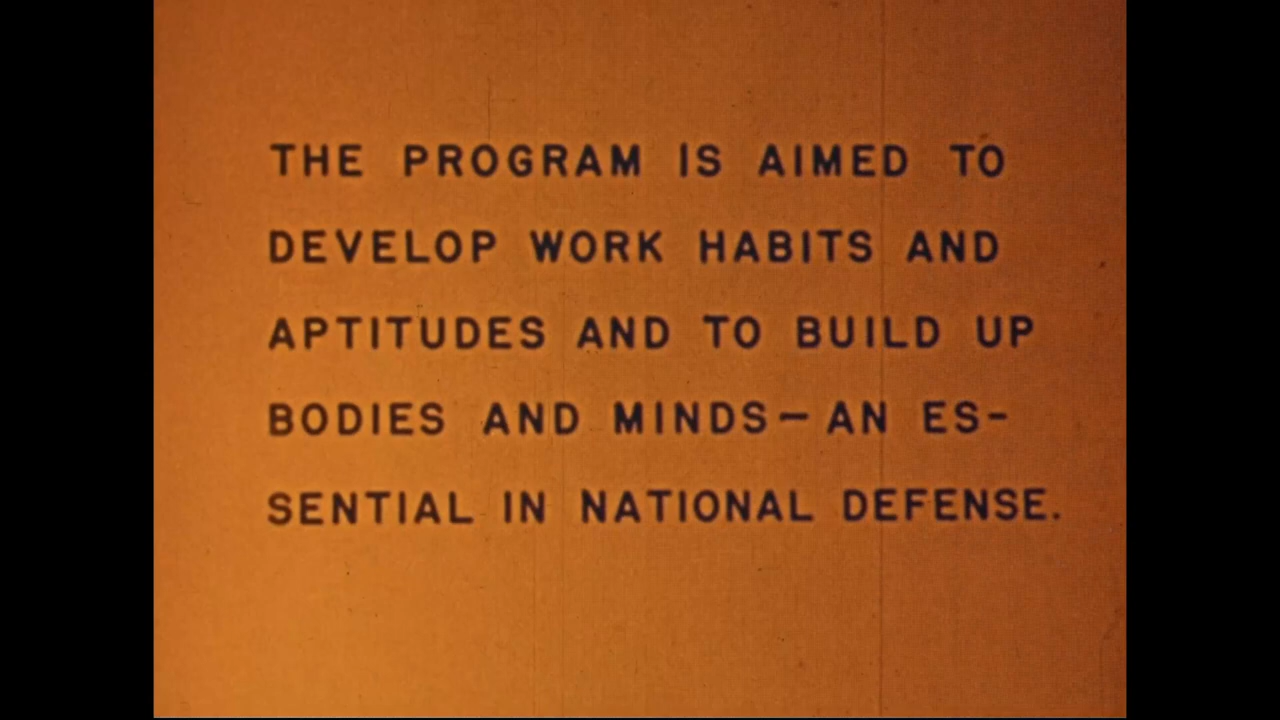 THE PROGRAM IS AIMED TO
DEVELOP WORK HABITS AND
APTITUDES AND TO BUILD UP
BODIES AND MINDS—AN ES-
SENTIAL IN NATIONAL DEFENSE.